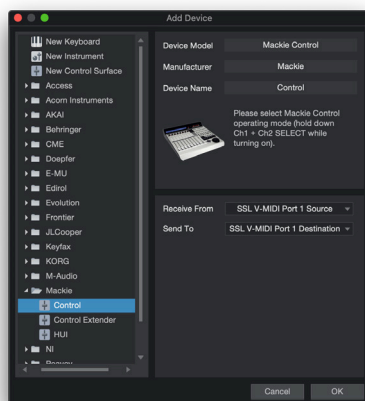 Add Device
New Keyboard
New Instrument
New Control Surface
Access
Acorn Instruments
AKAI
Behringer
CME
Doepfer
E-MU
Edirol
Evolution
Frontier
JLCooper
Keyfax
KORG
M-Audio
Mackie
Control
Control Extender
HUI
NI
Device Model
Mackie Control
Manufacturer
Mackie
Device Name
Control
Please select Mackie Control
operating mode (hold down
Ch1 + Ch2 SELECT while
turning on).
Receive From
SSL V-MIDI Port 1 Source
Send To
SSL V-MIDI Port 1 Destination
Cancel
OK